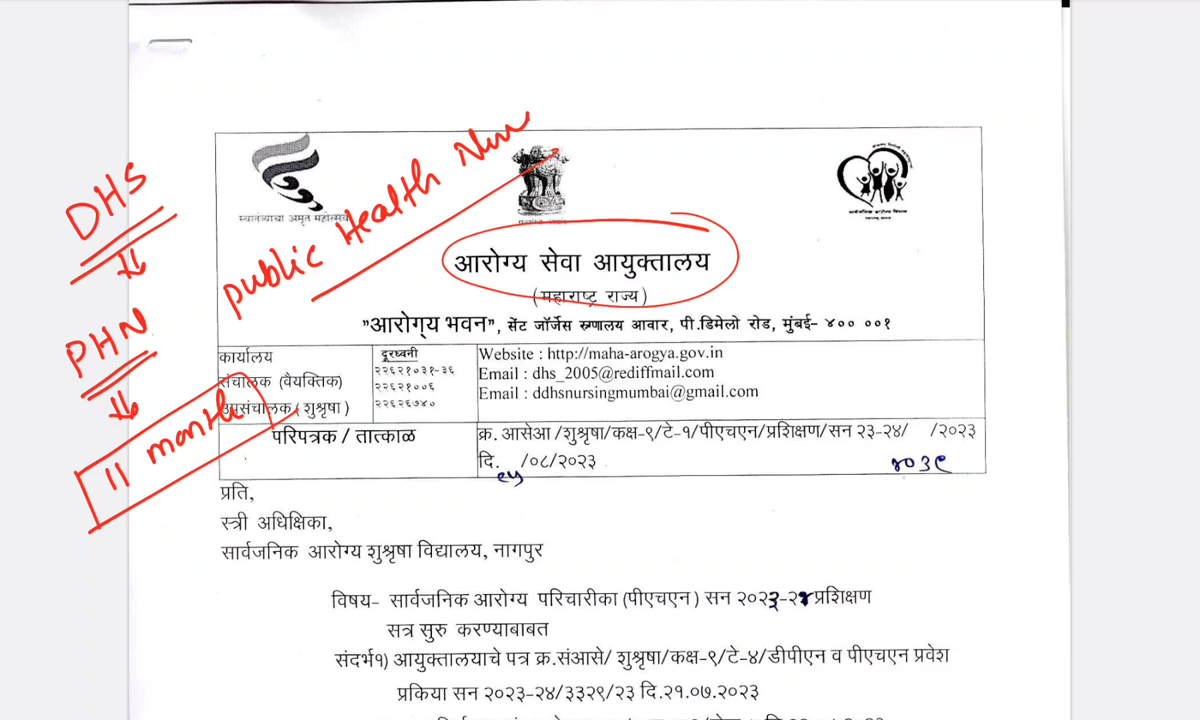 स्वातंत्र्याचा अमृत महोत्सव
DHS
PHN
11 month
public Health
आरोग्य सेवा आयुक्तालय
(महाराष्ट्र राज्य)
"आरोग्य भवन", सेंट जॉर्जेस रुग्णालय आवार, पी.डिमेलो रोड, मुंबई- ४०० ००१
कार्यालय दूरध्वनी Website : http://maha-arogya.gov.in
संचालक (वैयक्तिक) २२६२१०३१-३६ Email : dhs_2005@rediffmail.com
उपसंचालक ( शुश्रृषा ) २२६२१००६ Email : ddhsnursingmumbai@gmail.com
२२६२६७४०
परिपत्रक / तात्काळ क्र. आसेआ /शुश्रृषा/कक्ष-९/टे-१/पीएचएन/प्रशिक्षण/सन २३-२४/ /२०२३
दि. /०८/२०२३
प्रति,
स्त्री अधिक्षिका,
सार्वजनिक आरोग्य शुश्रृषा विद्यालय, नागपुर
विषय- सार्वजनिक आरोग्य परिचारीका (पीएचएन ) सन २०२३-२४ प्रशिक्षण
सत्र सुरु करण्याबाबत
संदर्भ१) आयुक्तालयाचे पत्र क्र.संआसे/ शुश्रृषा/कक्ष-९/टे-४/डीपीएन व पीएचएन प्रवेश
प्रकिया सन २०२३-२४/३३२९/२३ दि.२१.०७.२०२३